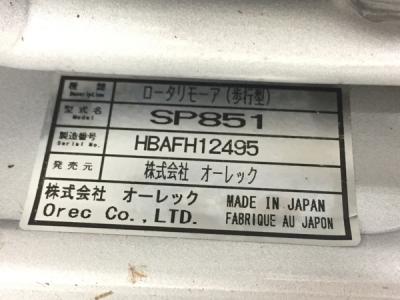 機種 ロータリモーア(歩行型)
Description
型式名 SP851
Model
製造番号 HBAFH12495
Serial No.
発売元 株式会社 オーレック
株式会社 オーレック MADE IN JAPAN
Orec Co.,LTD. FABRIQUE AU JAPON